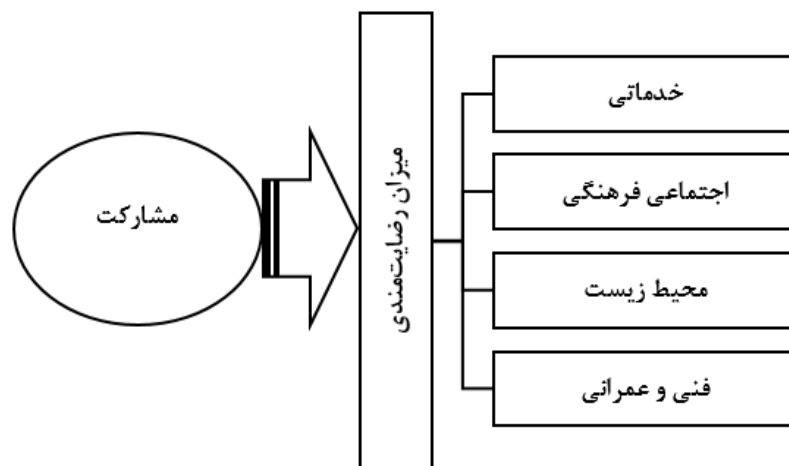 خدماتی
اجتماعی فرهنگی
محیط زیست
فنی و عمرانی
میزان رضایت‌مندی
مشارکت